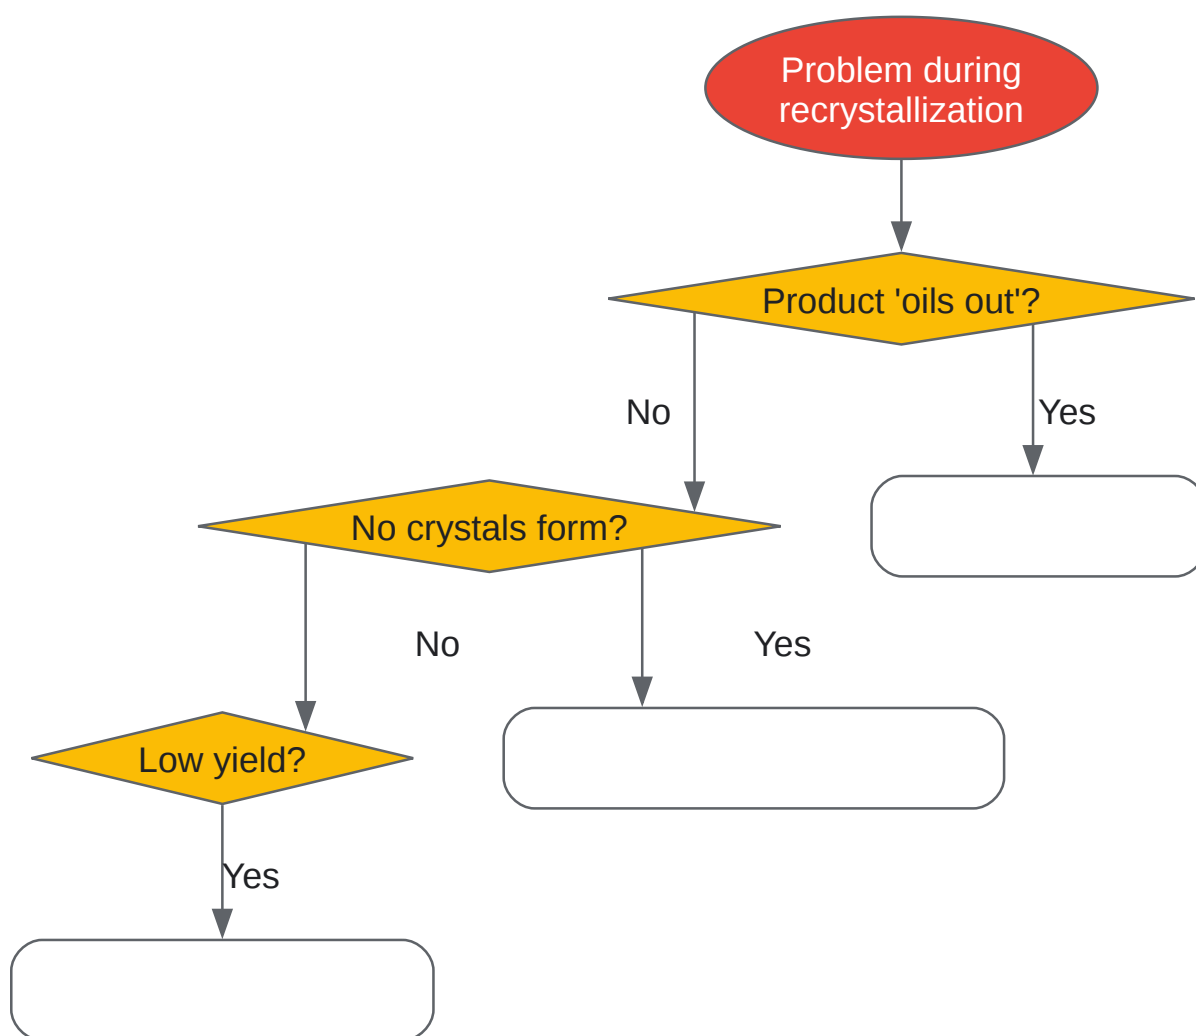 Problem during
recrystallization
Product 'oils out'?
No
Yes
No crystals form?
No
Yes
Low yield?
Yes